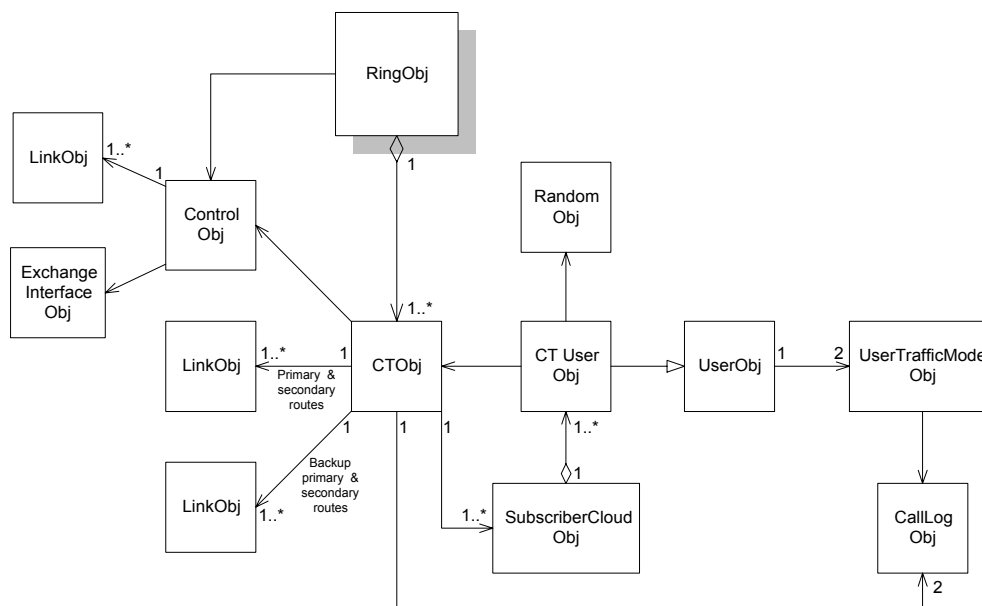 RingObj
1
LinkObj
1..*
1
Control
Obj
Random
Obj
Exchange
Interface
Obj
1..*
LinkObj
1..*
1
Primary &
secondary
routes
CTObj
CT User
Obj
UserObj
1
2
UserTrafficModel
Obj
1
1
1
1..*
Backup
primary &
secondary
routes
LinkObj
1..*
1
1..*
SubscriberCloud
Obj
CallLog
Obj
2